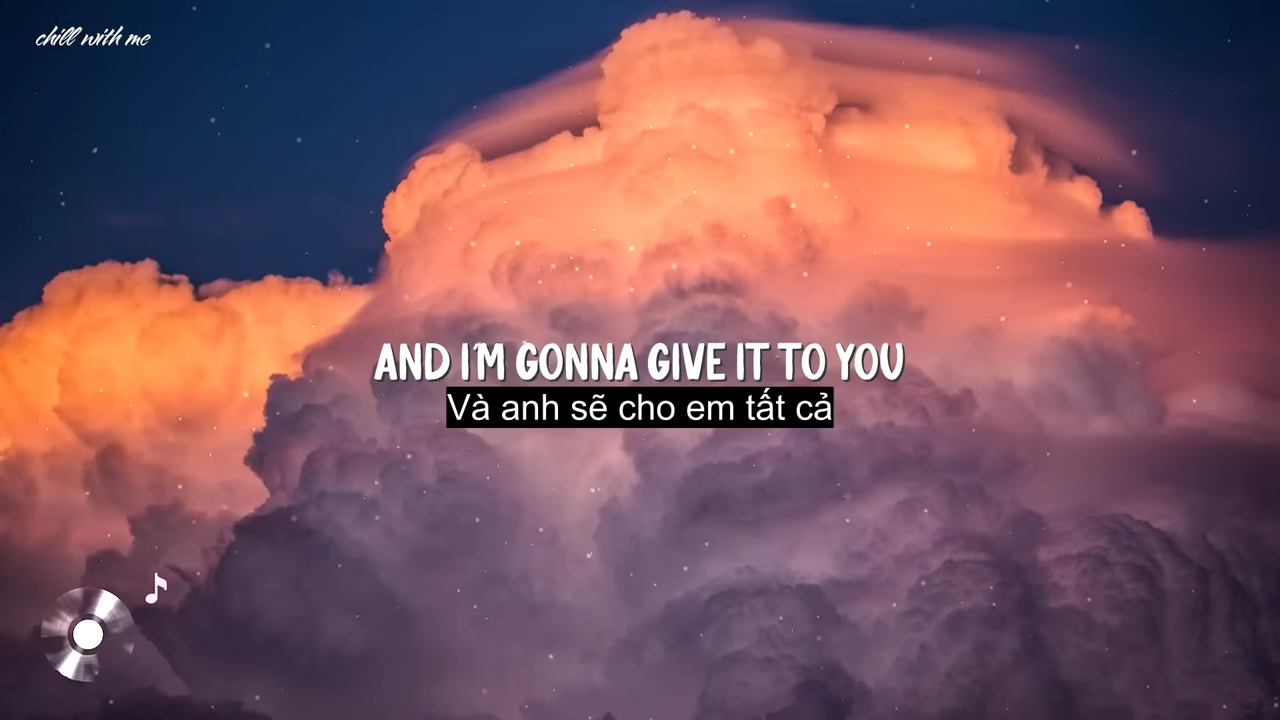 chill with me
AND I'M GONNA GIVE IT TO YOU
Và anh sẽ cho em tất cả